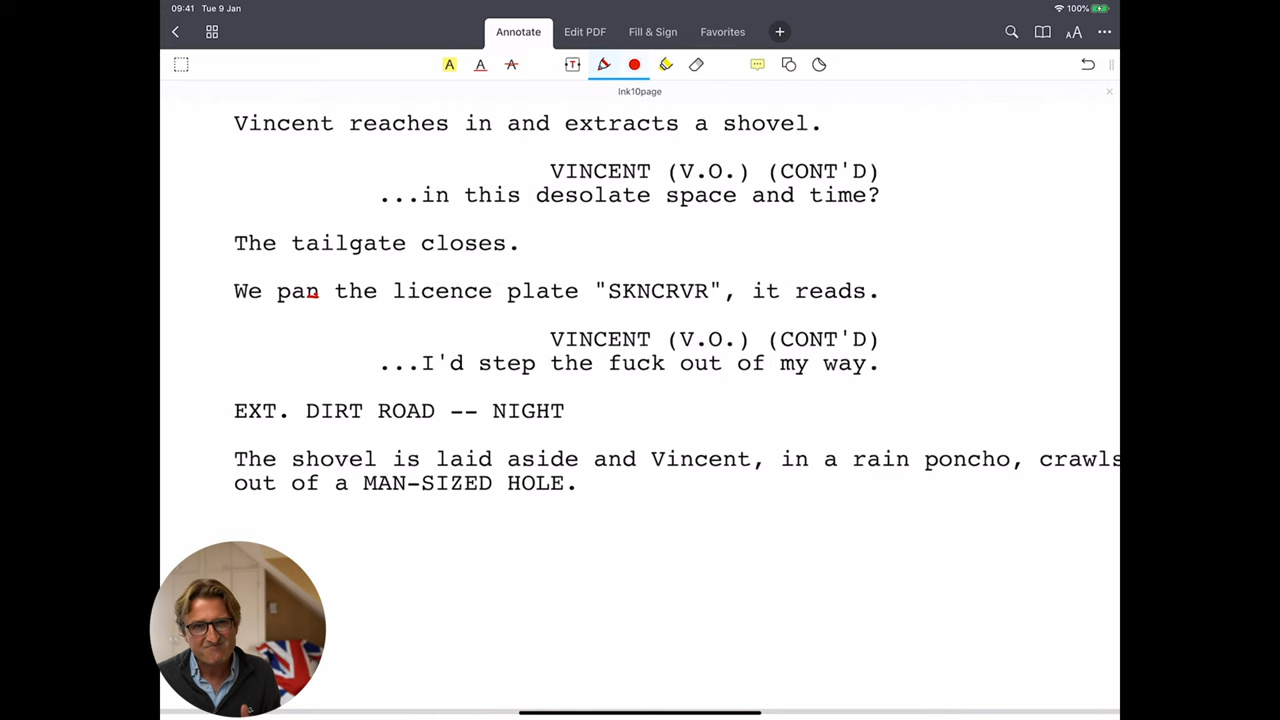 09:41 Tue 9 Jan
100%
Annotate Edit PDF Fill & Sign Favorites
A A A T
Ink10page
Vincent reaches in and extracts a shovel.
VINCENT (V.O.) (CONT'D)
...in this desolate space and time?
The tailgate closes.
We pan the licence plate "SKNCRVR", it reads.
VINCENT (V.O.) (CONT'D)
...I'd step the fuck out of my way.
EXT. DIRT ROAD -- NIGHT
The shovel is laid aside and Vincent, in a rain poncho, crawls
out of a MAN-SIZED HOLE.